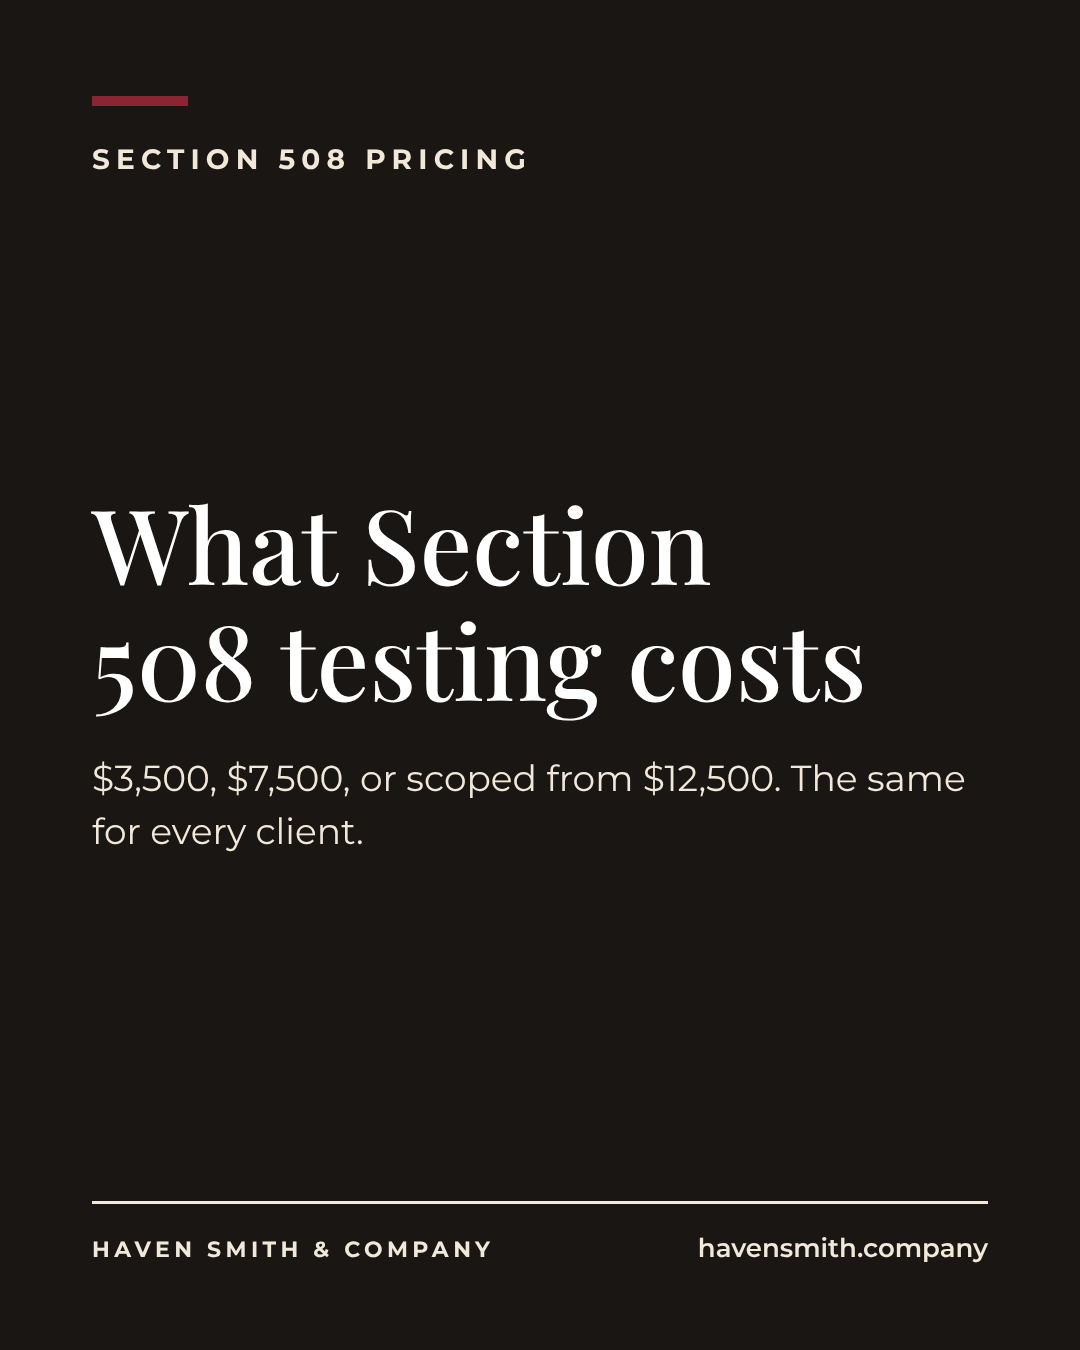 SECTION 508 PRICING
What Section
508 testing costs
$3,500, $7,500, or scoped from $12,500. The same
for every client.
HAVEN SMITH & COMPANY
havensmith.company